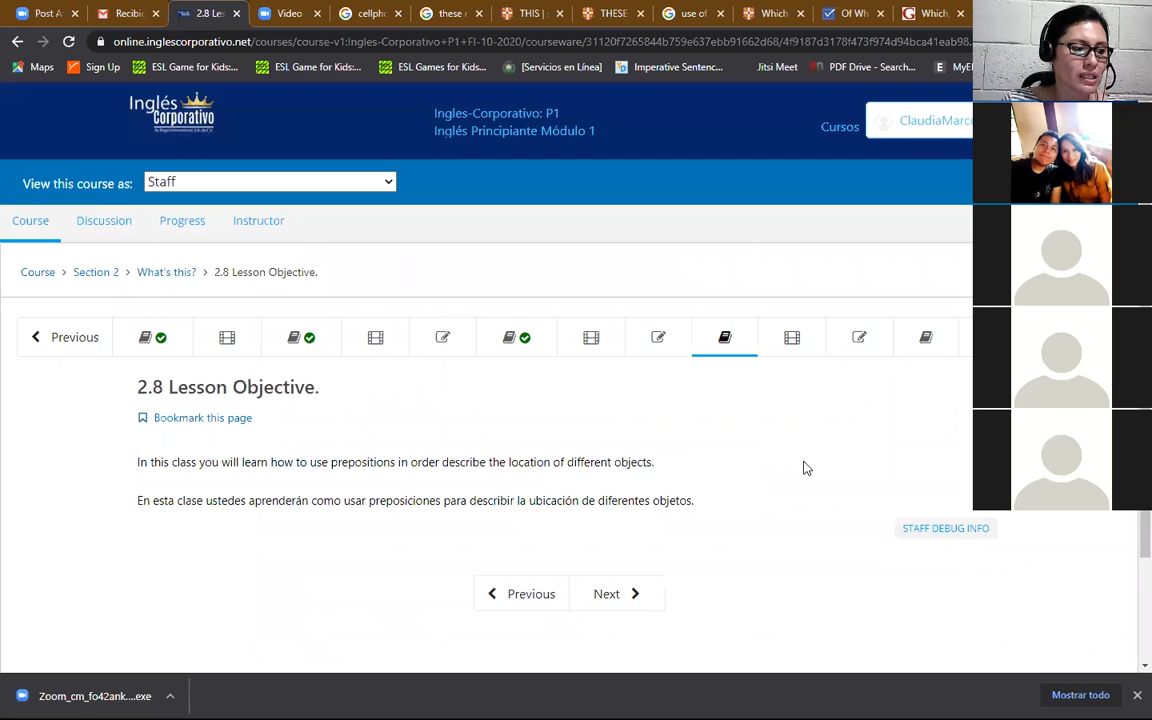 Post A
Recibi
2.8 Les
Video
cellpho
these r
THIS | s
THESE
use of
Which
Of Wh
Which,
online.inglescorporativo.net/courses/course-v1:Ingles-Corporativo+P1+FI-10-2020/courseware/31120f7265844b759e637ebb91662d68/4f9187d3178f473f974d94bca41eab98.
Maps
Sign Up
ESL Game for Kids:...
ESL Game for Kids:...
ESL Games for Kids:...
[Servicios en Línea]
Imperative Sentenc...
Jitsi Meet
PDF Drive - Search...
MyE
Inglés
Corporativo
Ingles-Corporativo: P1
Inglés Principiante Módulo 1
Cursos
ClaudiaMarce
View this course as:
Staff
Course
Discussion
Progress
Instructor
Course > Section 2 > What's this? > 2.8 Lesson Objective.
Previous
2.8 Lesson Objective.
Bookmark this page
In this class you will learn how to use prepositions in order describe the location of different objects.
En esta clase ustedes aprenderán como usar preposiciones para describir la ubicación de diferentes objetos.
STAFF DEBUG INFO
Previous
Next
Zoom_cm_fo42ank....exe
Mostrar todo